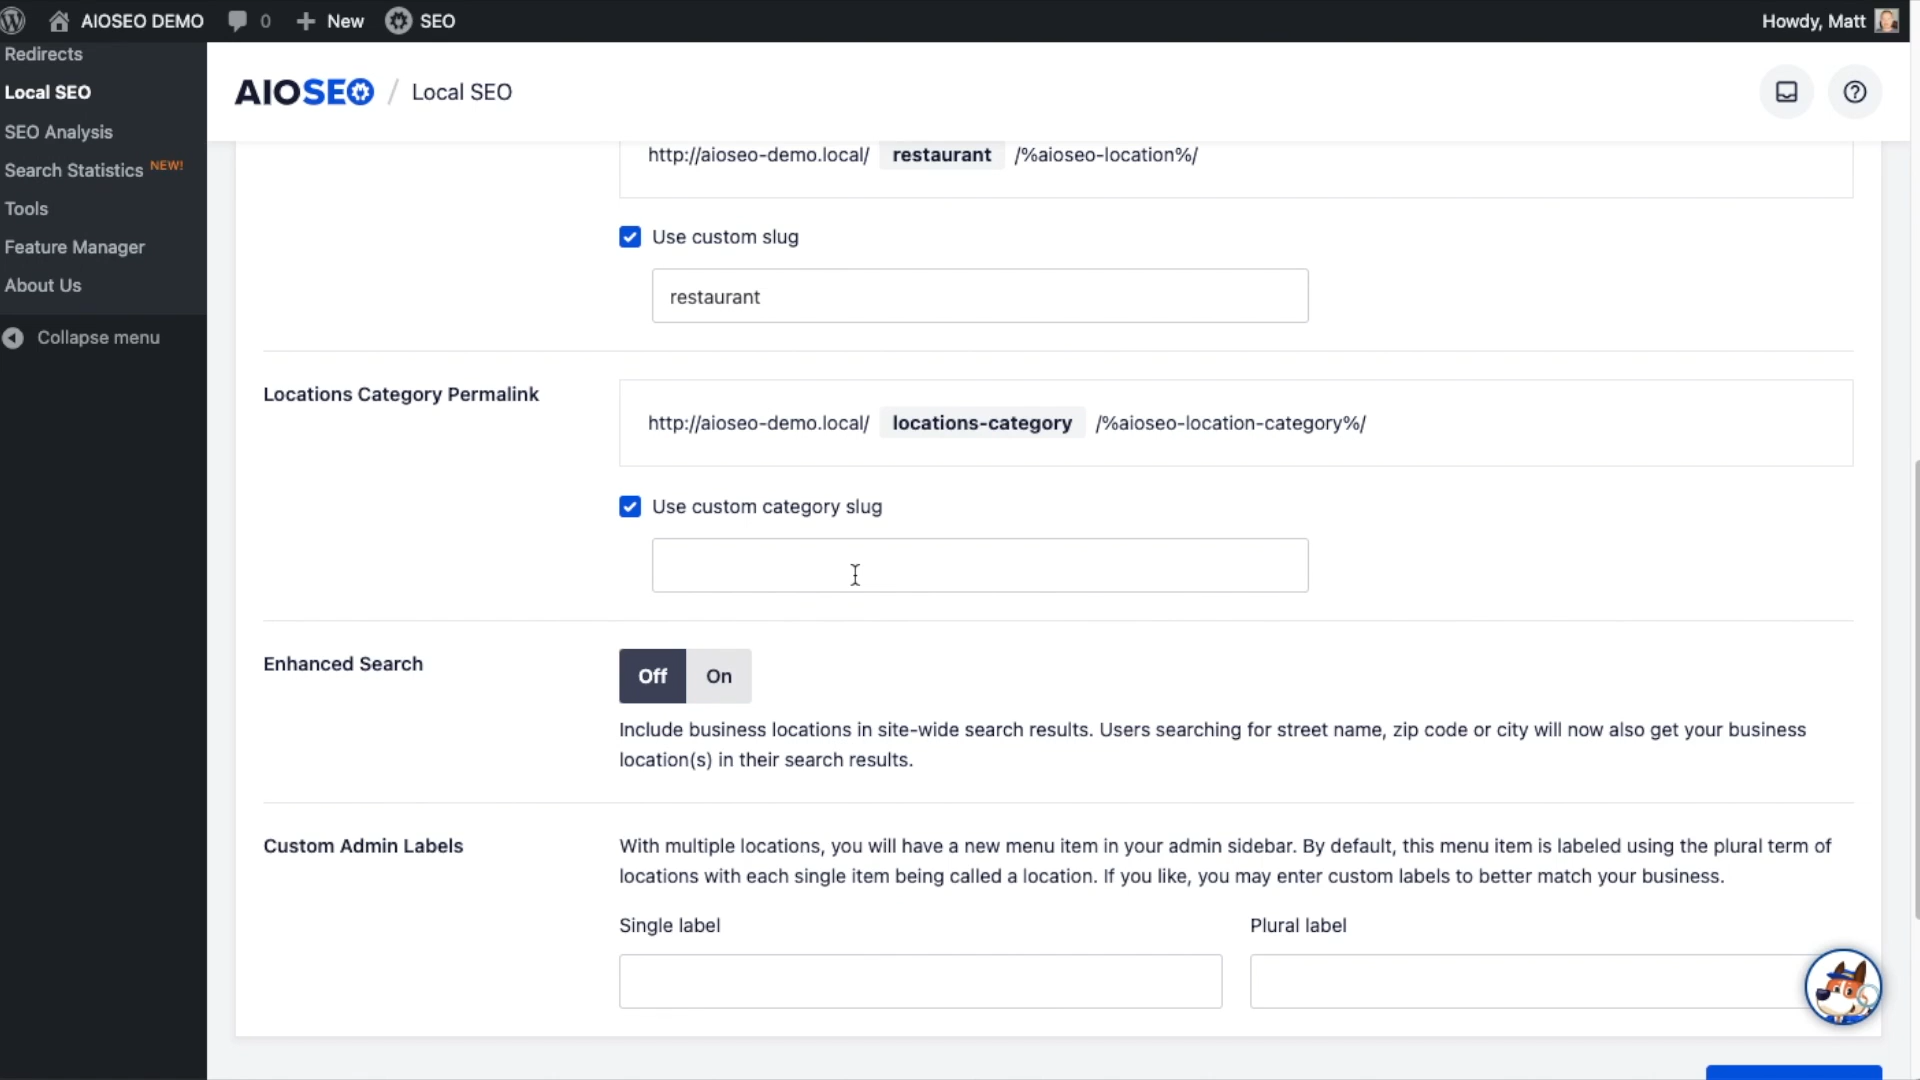 AIOSEO DEMO 0 New SEO Howdy, Matt
Redirects
Local SEO
SEO Analysis
Search Statistics NEW!
Tools
Feature Manager
About Us
Collapse menu
AIOSEO / Local SEO
http://aioseo-demo.local/ restaurant /%aioseo-location%/
Use custom slug
restaurant
Locations Category Permalink
http://aioseo-demo.local/ locations-category /%aioseo-location-category%/
Use custom category slug
Enhanced Search
Off On
Include business locations in site-wide search results. Users searching for street name, zip code or city will now also get your business
location(s) in their search results.
Custom Admin Labels
With multiple locations, you will have a new menu item in your admin sidebar. By default, this menu item is labeled using the plural term of
locations with each single item being called a location. If you like, you may enter custom labels to better match your business.
Single label
Plural label